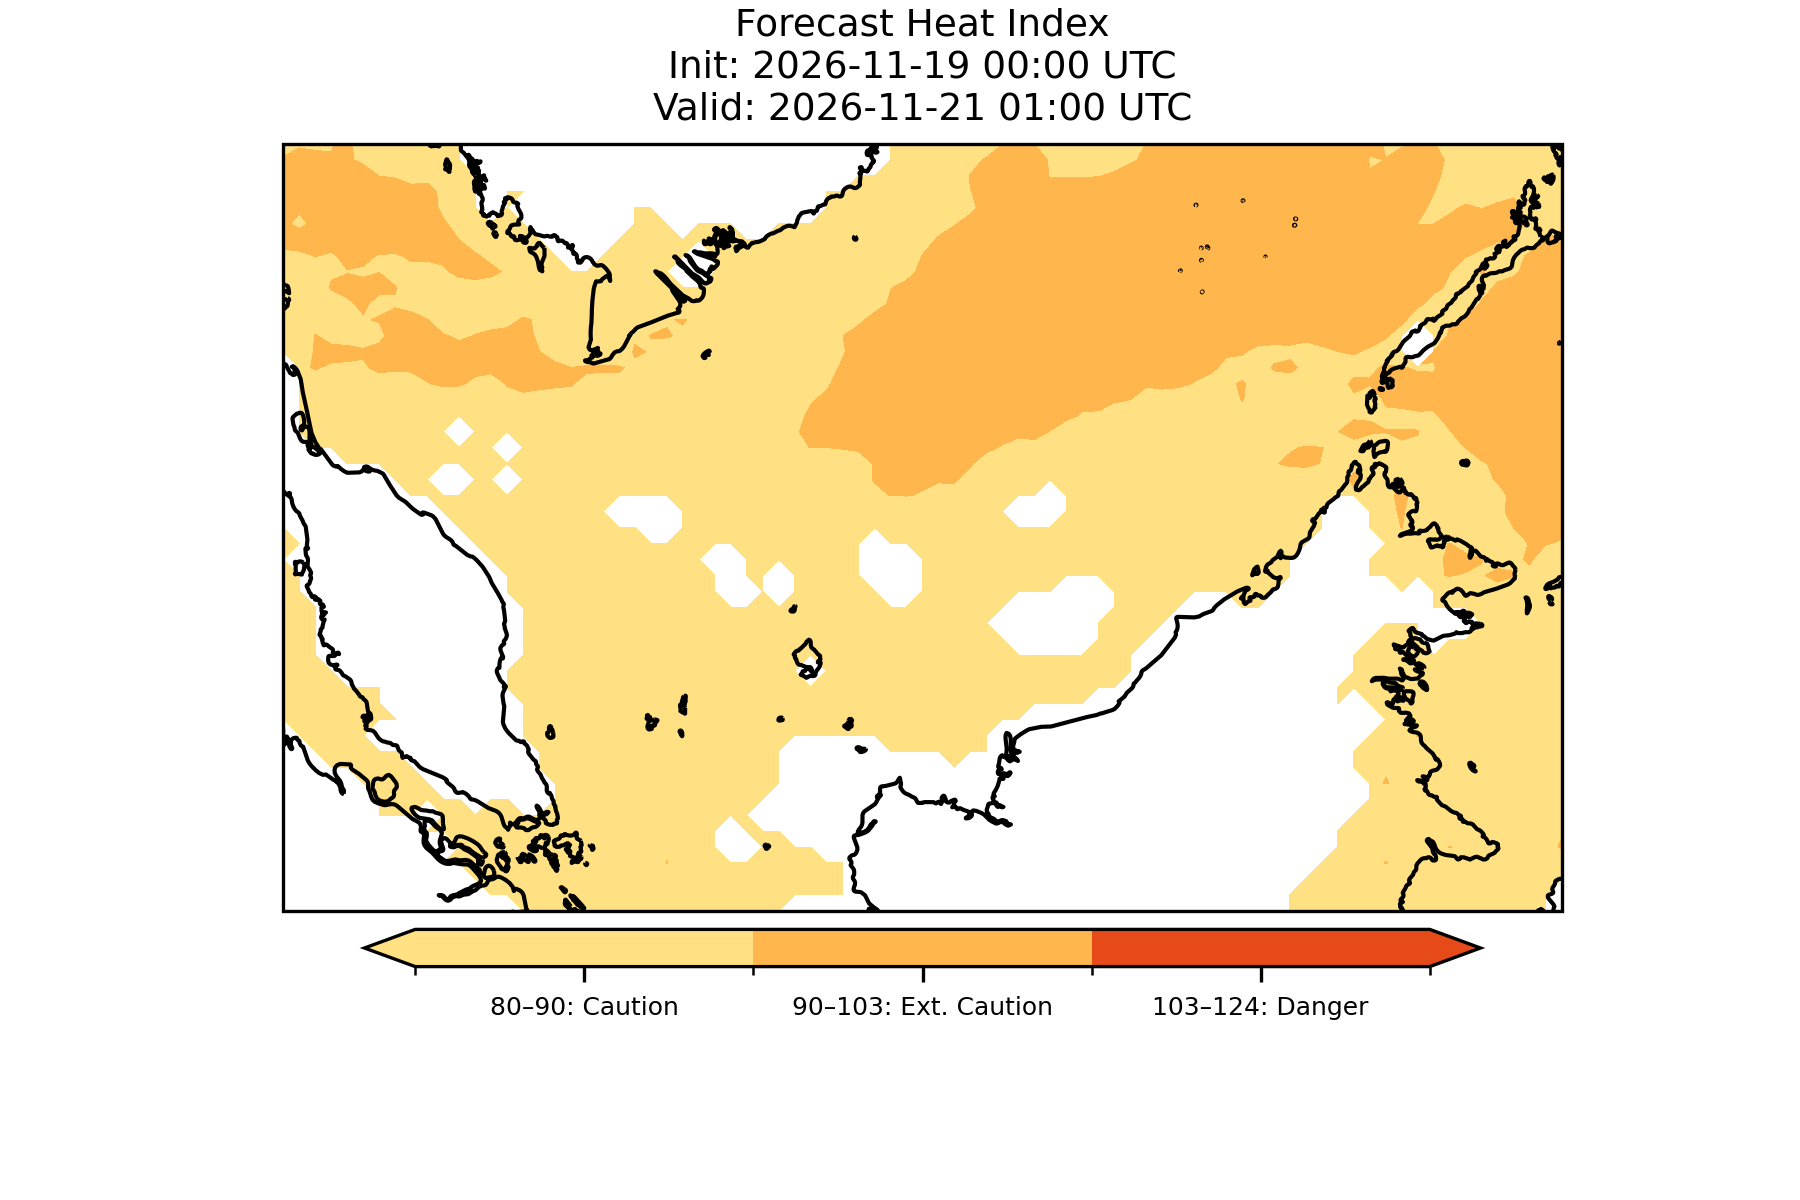 Forecast Heat Index
Init: 2026-11-19 00:00 UTC
Valid: 2026-11-21 01:00 UTC
80–90: Caution
90–103: Ext. Caution
103–124: Danger